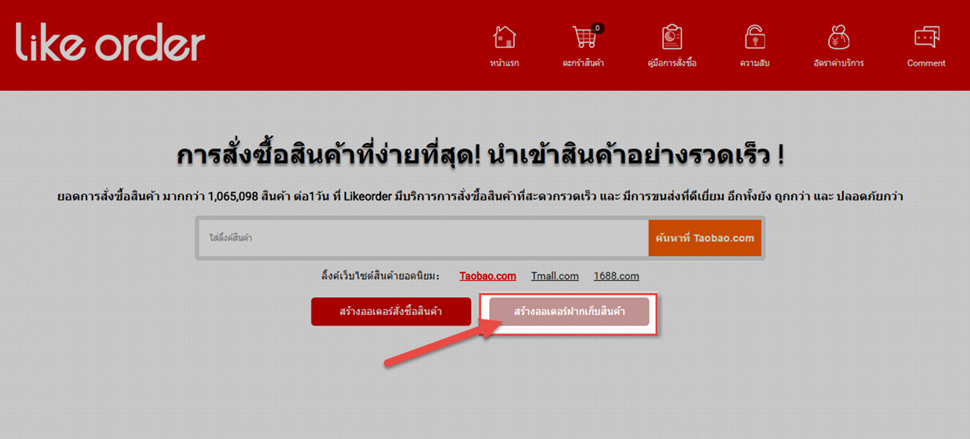 like order
0
หน้าแรก
ตะกร้าสินค้า
คู่มือการสั่งซื้อ
ความลับ
อัตราค่าบริการ
Comment
การสั่งซื้อสินค้าที่ง่ายที่สุด! นำเข้าสินค้าอย่างรวดเร็ว !
ยอดการสั่งซื้อสินค้า มากกว่า 1,065,098 สินค้า ต่อ1วัน ที่ Likeorder มีบริการการสั่งซื้อสินค้าที่สะดวกรวดเร็ว และ มีการขนส่งที่ดีเยี่ยม อีกทั้งยัง ถูกกว่า และ ปลอดภัยกว่า
ใส่ลิ้งค์สินค้า
ค้นหาที่ Taobao.com
ลิ้งค์เว็บไซต์สินค้ายอดนิยม: Taobao.com Tmall.com 1688.com
สร้างออเดอร์สั่งซื้อสินค้า
สร้างออเดอร์ฝากเก็บสินค้า